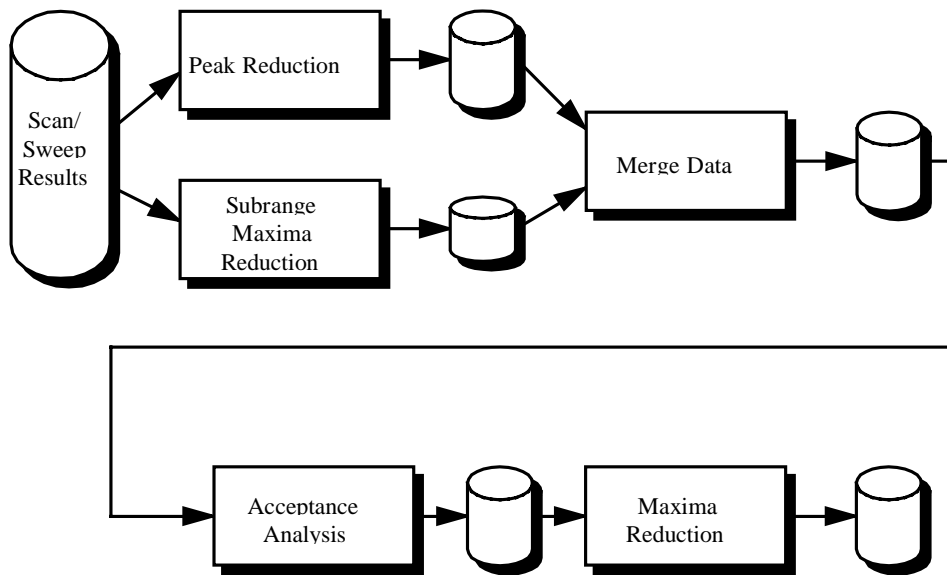 Scan/
Sweep
Results
Peak Reduction
Subrange
Maxima
Reduction
Merge Data
Acceptance
Analysis
Maxima
Reduction